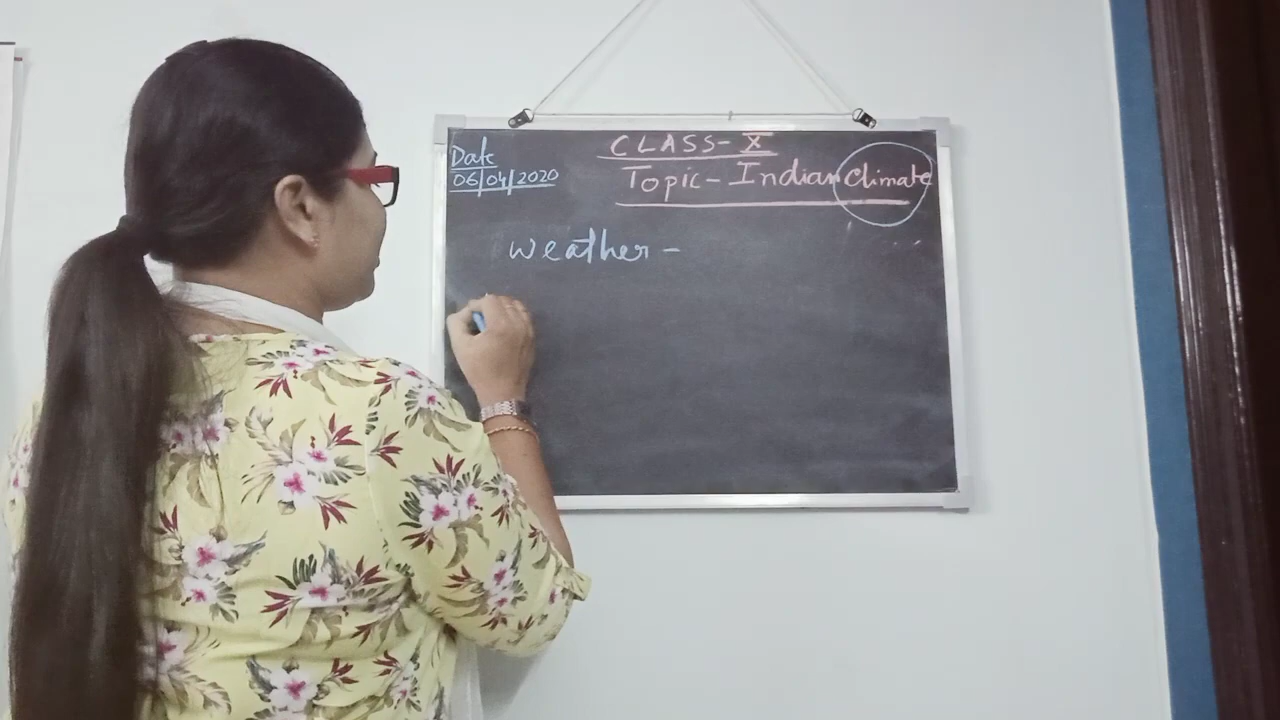 Date
06/04/2020
CLASS-X
Topic- Indian Climate
Weather -